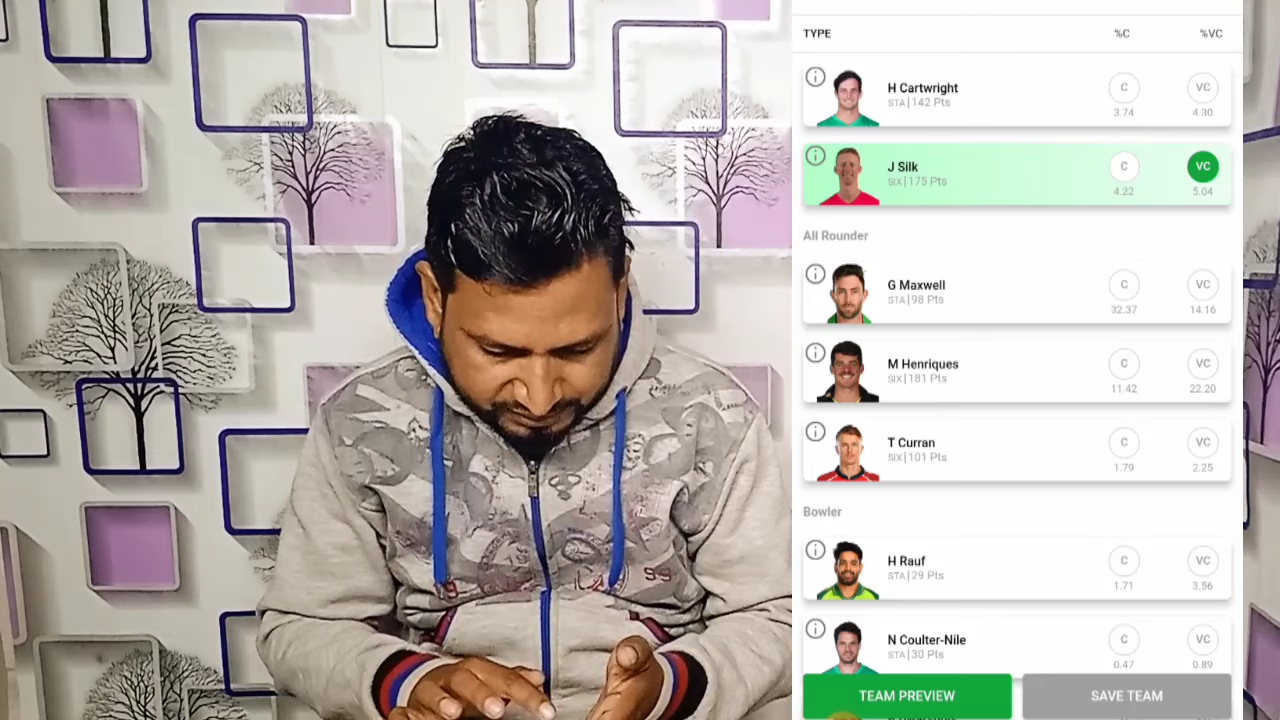 TYPE %C %VC
H Cartwright C VC
STA | 142 Pts 3.74 4.30
J Silk C VC
SIX | 175 Pts 4.22 5.04
All Rounder
G Maxwell C VC
STA | 98 Pts 32.37 14.16
M Henriques C VC
SIX | 181 Pts 11.42 22.20
T Curran C VC
SIX | 101 Pts 1.79 2.25
Bowler
H Rauf C VC
STA | 29 Pts 1.71 3.56
N Coulter-Nile C VC
STA | 30 Pts 0.47 0.89
TEAM PREVIEW SAVE TEAM